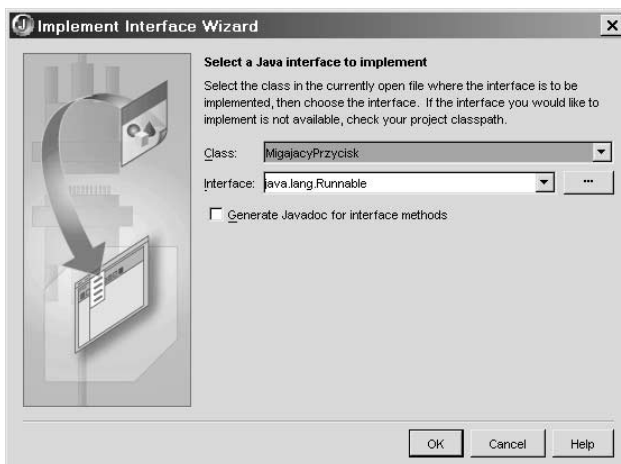 Implement Interface Wizard
Select a Java interface to implement
Select the class in the currently open file where the interface is to be
implemented, then choose the interface. If the interface you would like to
implement is not available, check your project classpath.
Class: MigajacyPrzycisk
Interface: java.lang.Runnable ...
Generate Javadoc for interface methods
OK Cancel Help